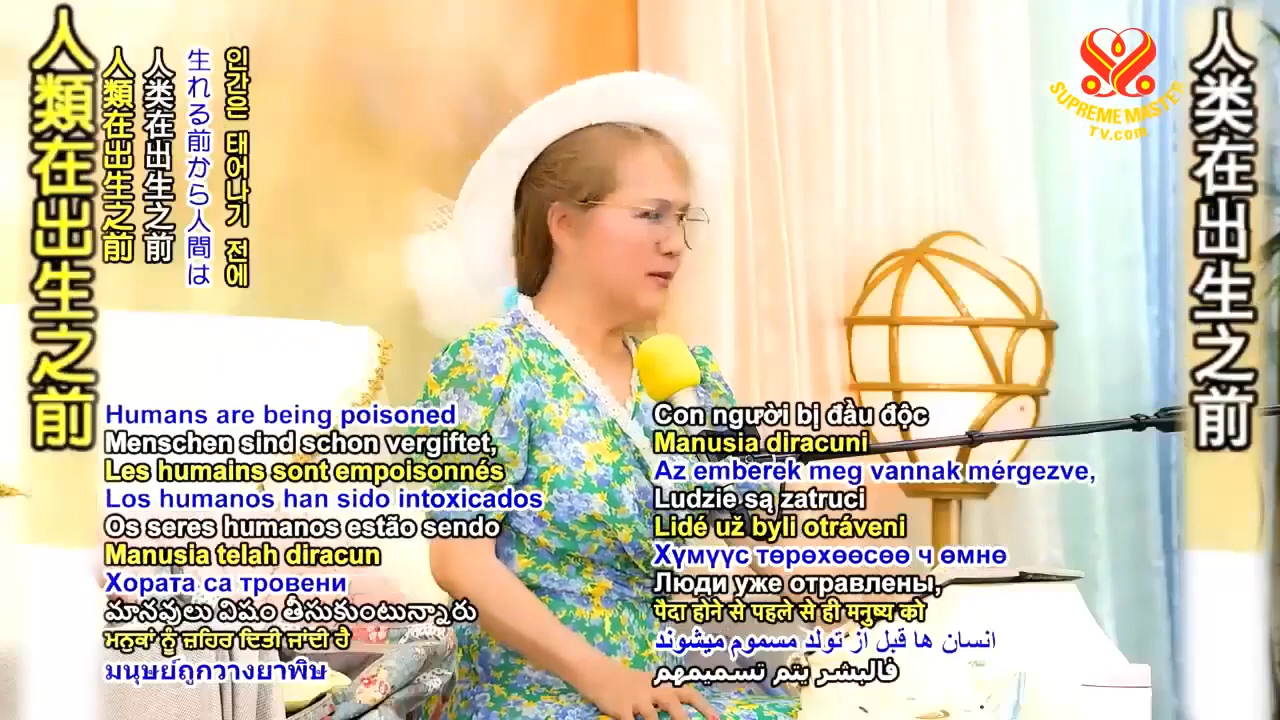 人類在出生之前
人類在出生之前
人类在出生之前
生れる前から人間は
인간은 태어나기 전에
SUPREME MASTER
TV.com
人类在出生之前
Humans are being poisoned
Menschen sind schon vergiftet,
Les humains sont empoisonnés
Los humanos han sido intoxicados
Os seres humanos estão sendo
Manusia telah diracun
Хората са тровени
మానవులు విషం తీసుకుంటున్నారు
ਮਨੁਕਾਂ ਨੂੰ ਜ਼ਹਿਰ ਦਿਤੀ ਜਾਂਦੀ ਹੈ
มนุษย์ถูกวางยาพิษ
Con người bị đầu độc
Manusia diracuni
Az emberek meg vannak mérgezve,
Ludzie są zatruci
Lidé už byli otráveni
Хүмүүс төрөхөөсөө ч өмнө
Люди уже отравлены,
पैदा होने से पहले से ही मनुष्य को
انسان ها قبل از تولد مسموم میشوند
فالبشر يتم تسميمهم